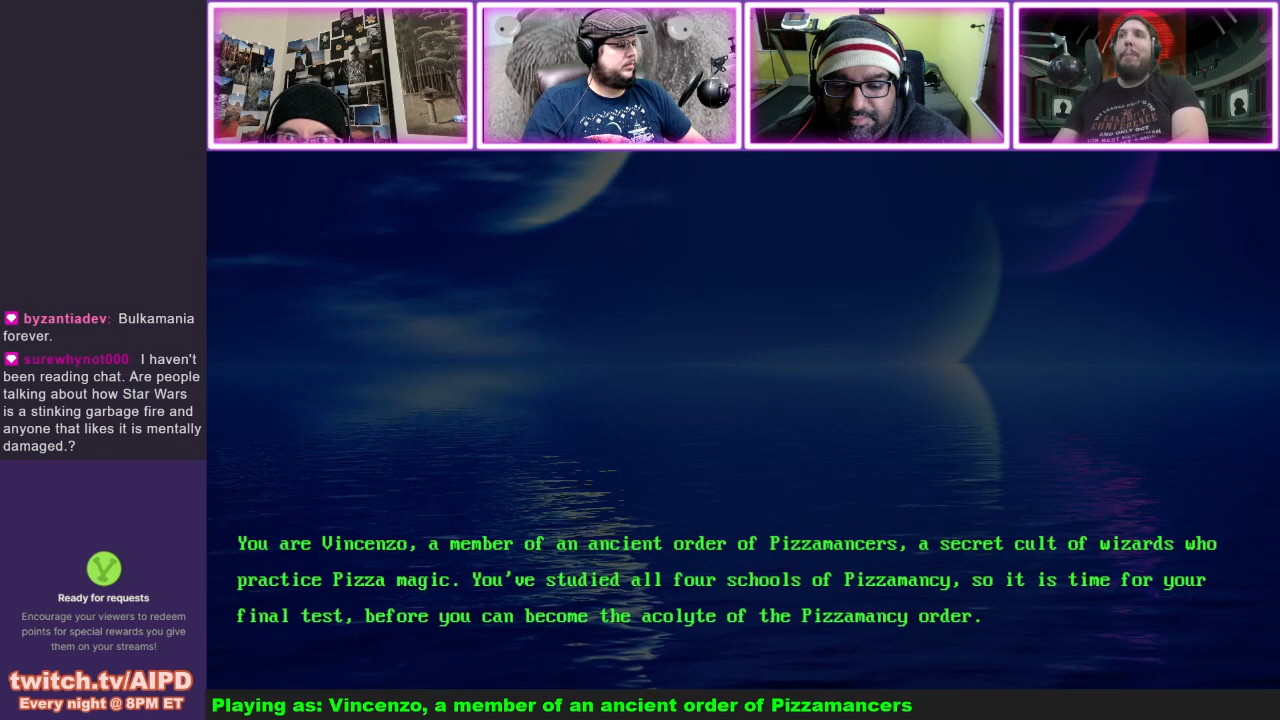 CONFERENCE
AND ONLY GOT
byzantiadev: Bulkamania
forever.
surewhynot000: I haven't
been reading chat. Are people
talking about how Star Wars
is a stinking garbage fire and
anyone that likes it is mentally
damaged.?
You are Vincenzo, a member of an ancient order of Pizzamancers, a secret cult of wizards who
practice Pizza magic. You've studied all four schools of Pizzamancy, so it is time for your
final test, before you can become the acolyte of the Pizzamancy order.
Ready for requests
Encourage your viewers to redeem
points for special rewards you give
them on your streams!
twitch.tv/AIPD
Every night @ 8PM ET
Playing as: Vincenzo, a member of an ancient order of Pizzamancers